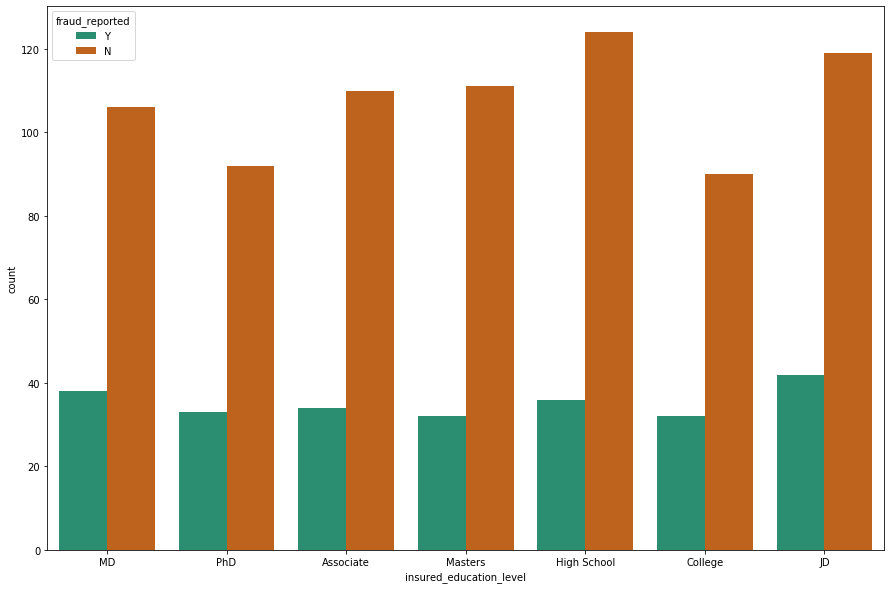 fraud_reported
Y
N
120
100
80
60
40
20
0
count
MD PhD Associate Masters High School College JD
insured_education_level